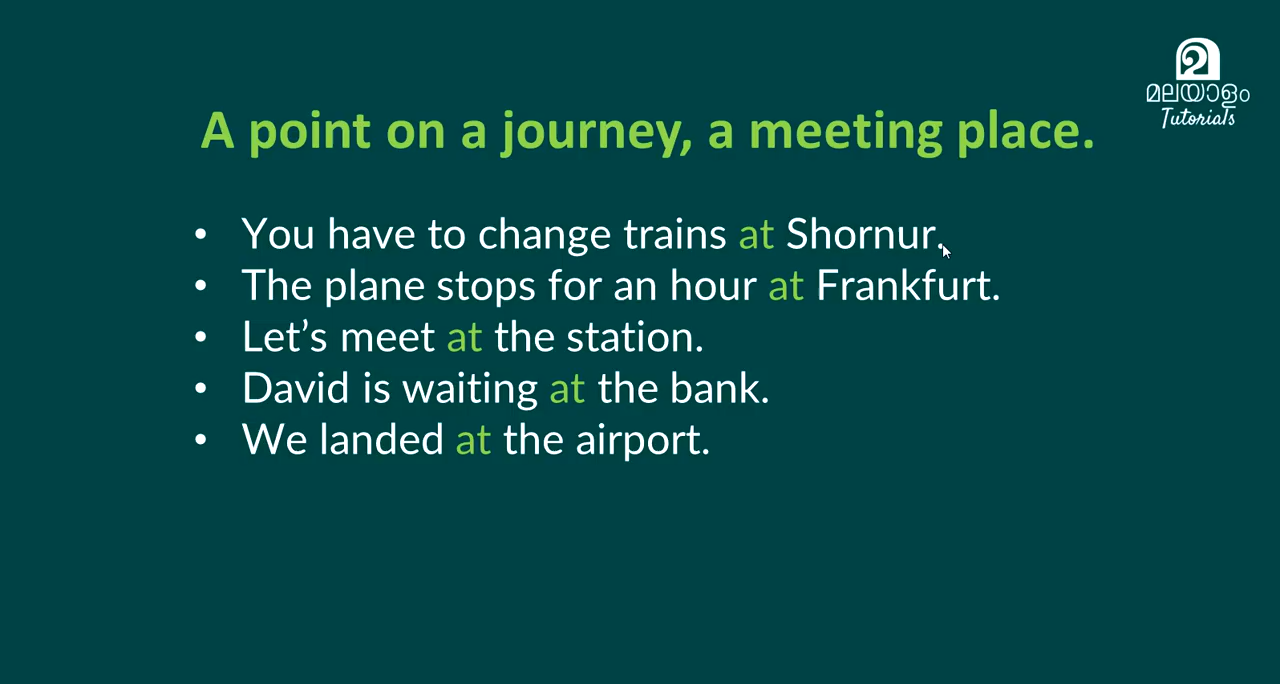 മലയാളം
Tutorials
A point on a journey, a meeting place.
• You have to change trains at Shornur.
• The plane stops for an hour at Frankfurt.
• Let’s meet at the station.
• David is waiting at the bank.
• We landed at the airport.